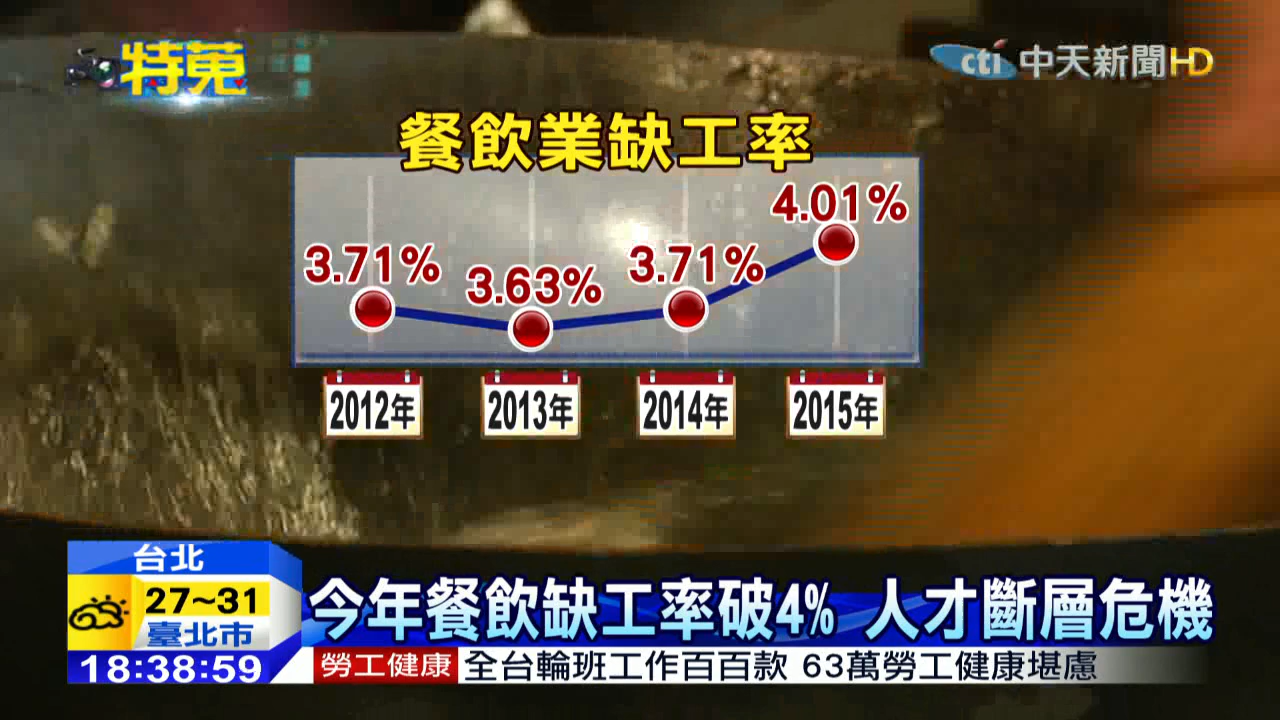 特蒐
cti 中天新聞HD
餐飲業缺工率
3.71% 3.63% 3.71% 4.01%
2012年 2013年 2014年 2015年
台北
27~31
臺北市
18:38:59
今年餐飲缺工率破4% 人才斷層危機
勞工健康 全台輪班工作百百款 63萬勞工健康堪慮